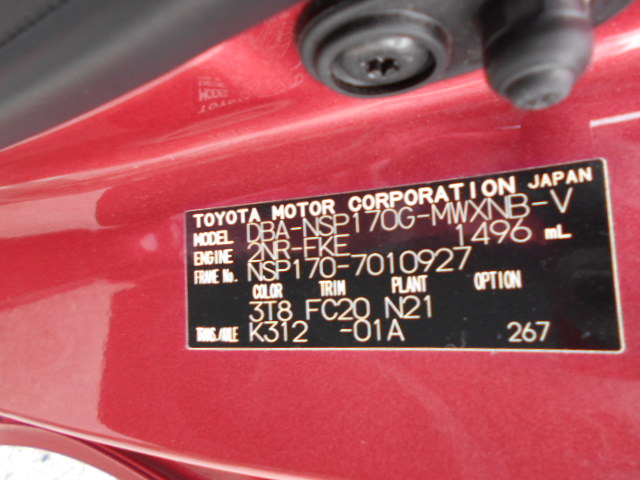 TOYOTA MOTOR CORPORATION JAPAN
MODEL DBA-NSP170G-MWXNB-V
ENGINE 2NR-FKE 1496 mL
FRAME No. NSP170-7010927
COLOR TRIM PLANT OPTION
3T8 FC20 N21
TRANS./AXLE K312 -01A 267